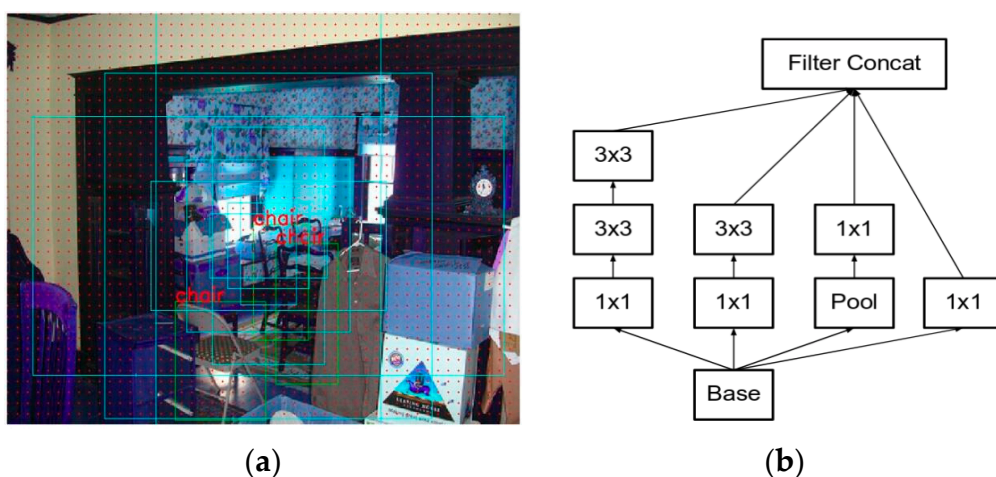 chair
chair
chair
Filter Concat
3x3
3x3
3x3
1x1
1x1
1x1
Pool
1x1
Base
(a)
(b)